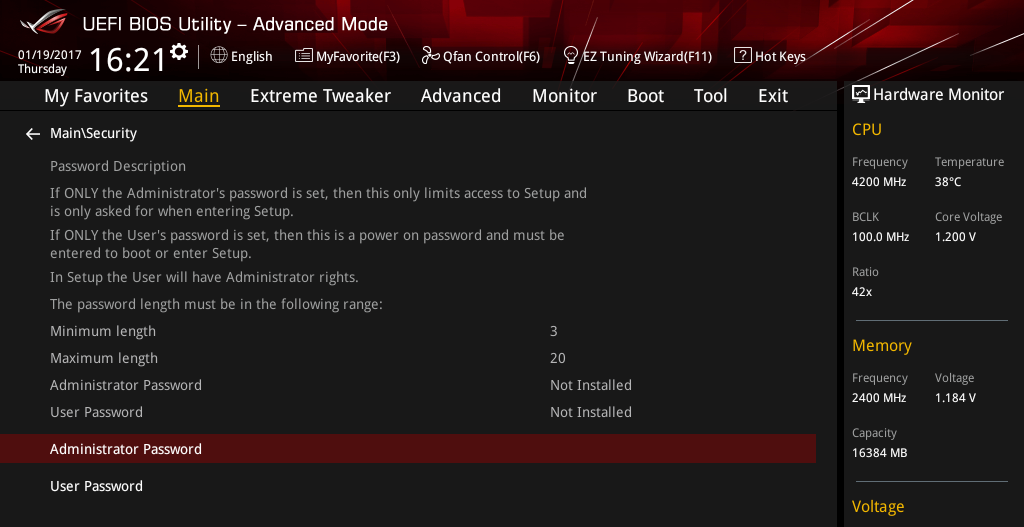 UEFI BIOS Utility – Advanced Mode
01/19/2017
Thursday
16:21
English
MyFavorite(F3)
Qfan Control(F6)
EZ Tuning Wizard(F11)
? Hot Keys
My Favorites Main Extreme Tweaker Advanced Monitor Boot Tool Exit
Main\Security
Password Description
If ONLY the Administrator's password is set, then this only limits access to Setup and
is only asked for when entering Setup.
If ONLY the User's password is set, then this is a power on password and must be
entered to boot or enter Setup.
In Setup the User will have Administrator rights.
The password length must be in the following range:
Minimum length 3
Maximum length 20
Administrator Password Not Installed
User Password Not Installed
Administrator Password
User Password
Hardware Monitor
CPU
Frequency Temperature
4200 MHz 38°C
BCLK Core Voltage
100.0 MHz 1.200 V
Ratio
42x
Memory
Frequency Voltage
2400 MHz 1.184 V
Capacity
16384 MB
Voltage